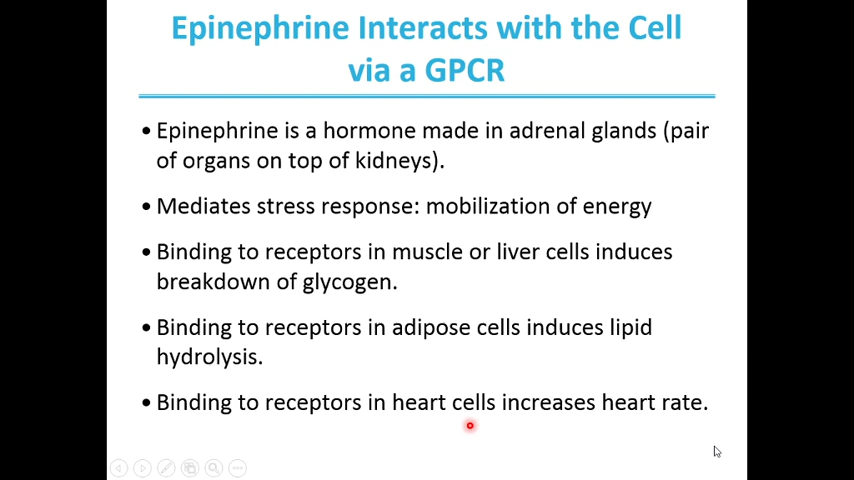 Epinephrine Interacts with the Cell
via a GPCR
• Epinephrine is a hormone made in adrenal glands (pair
of organs on top of kidneys).
• Mediates stress response: mobilization of energy
• Binding to receptors in muscle or liver cells induces
breakdown of glycogen.
• Binding to receptors in adipose cells induces lipid
hydrolysis.
• Binding to receptors in heart cells increases heart rate.